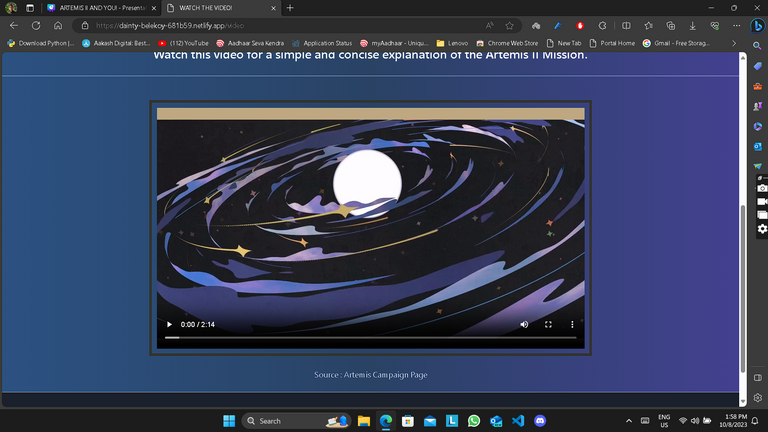 ARTEMIS II AND YOU! - Presenta
WATCH THE VIDEO!
https://dainty-belekoy-681b59.netlify.app/video
Python Download Python |...
Aakash Digital: Best...
(112) YouTube
Aadhaar Seva Kendra
Application Status
myAadhaar - Uniqu...
Lenovo
Chrome Web Store
New Tab
Portal Home
Gmail - Free Storag...
Watch this video for a simple and concise explanation of the Artemis II Mission.
0:00 / 2:14
Source : Artemis Campaign Page
Search
ENG
US
1:58 PM
10/8/2023